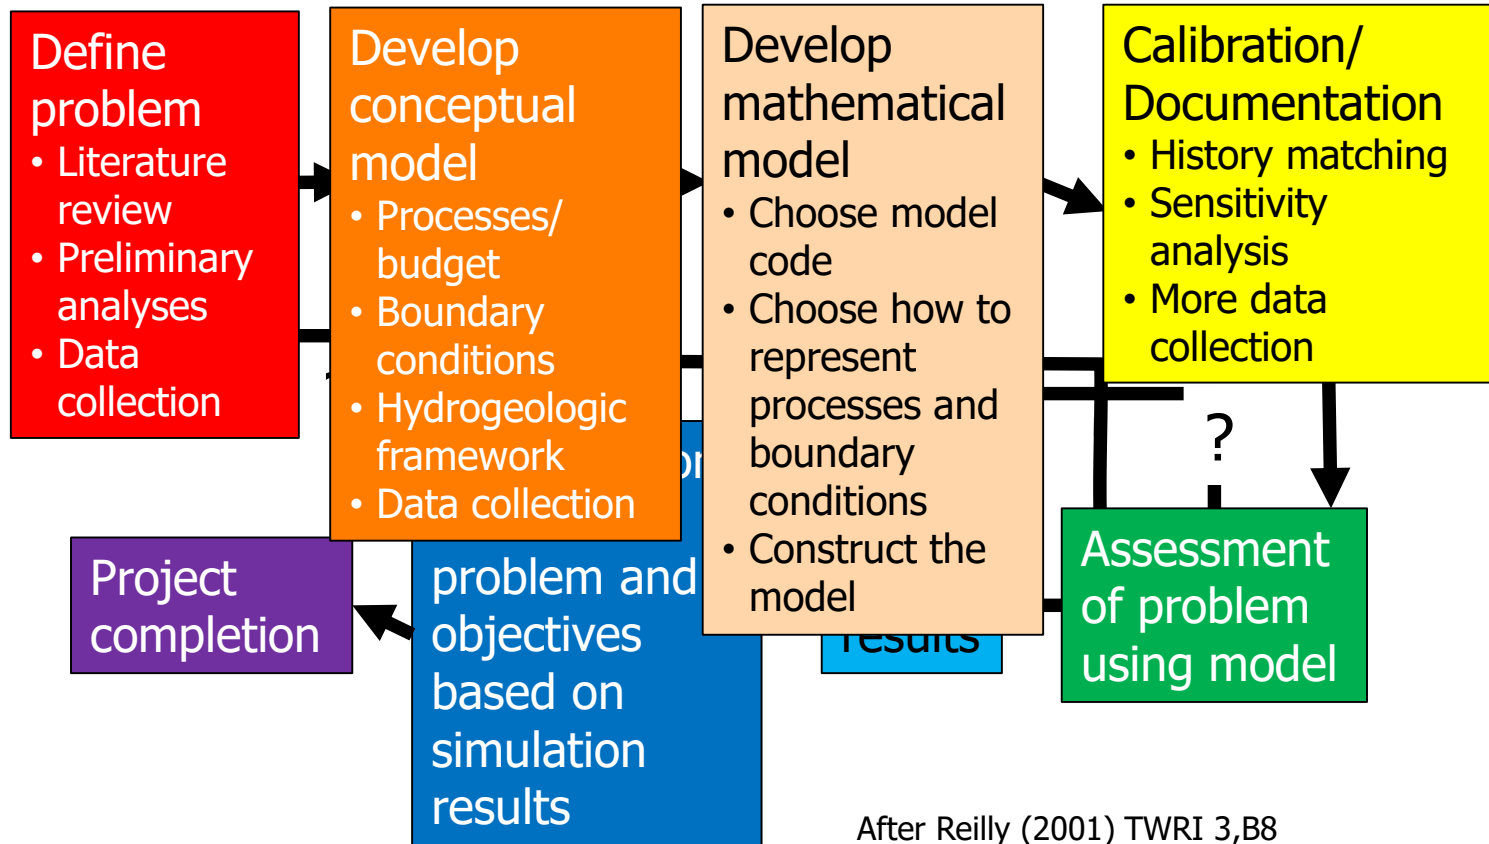 Define
problem
• Literature
review
• Preliminary
analyses
• Data
collection
Develop
conceptual
model
• Processes/
budget
• Boundary
conditions
• Hydrogeologic
framework
• Data collection
Develop
mathematical
model
• Choose model
code
• Choose how to
represent
processes and
boundary
conditions
• Construct the
model
Calibration/
Documentation
• History matching
• Sensitivity
analysis
• More data
collection
?
Assessment
of problem
using model
results
problem and
objectives
based on
simulation
results
Project
completion
After Reilly (2001) TWRI 3,B8